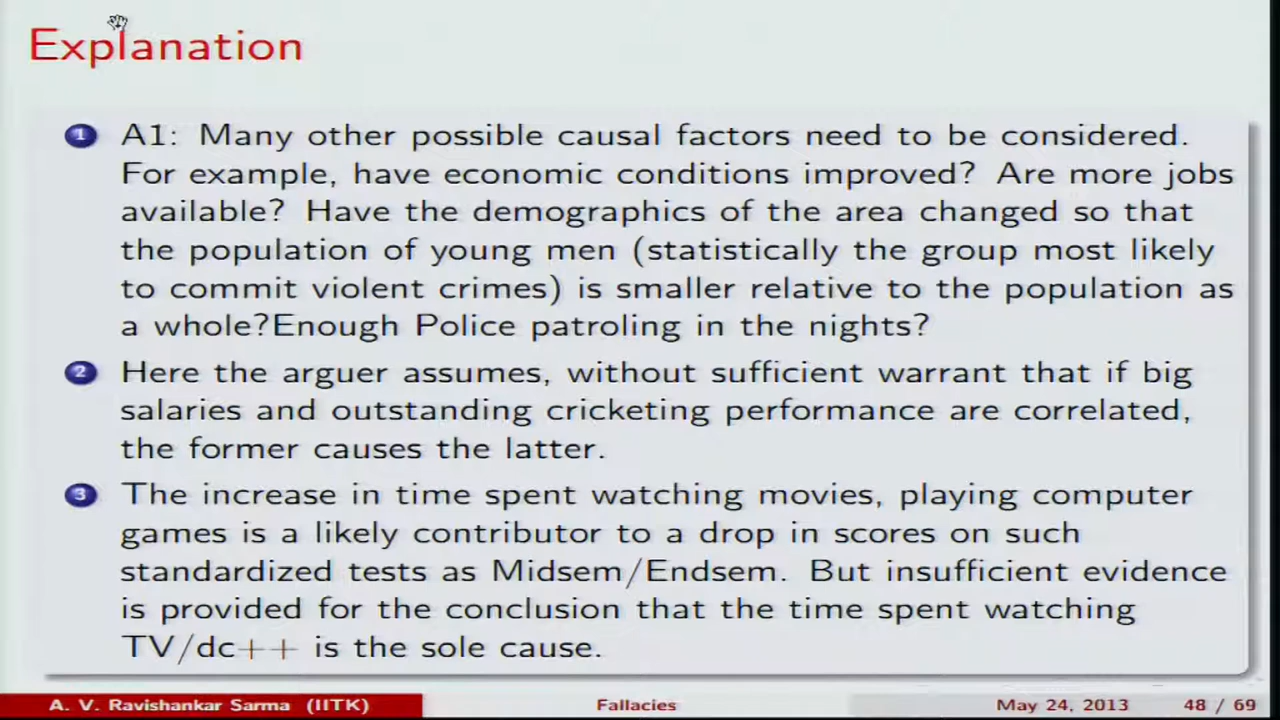 Explanation
1 A1: Many other possible causal factors need to be considered.
For example, have economic conditions improved? Are more jobs
available? Have the demographics of the area changed so that
the population of young men (statistically the group most likely
to commit violent crimes) is smaller relative to the population as
a whole?Enough Police patroling in the nights?
2 Here the arguer assumes, without sufficient warrant that if big
salaries and outstanding cricketing performance are correlated,
the former causes the latter.
3 The increase in time spent watching movies, playing computer
games is a likely contributor to a drop in scores on such
standardized tests as Midsem/Endsem. But insufficient evidence
is provided for the conclusion that the time spent watching
TV/dc++ is the sole cause.
A. V. Ravishankar Sarma (IITK) Fallacies May 24, 2013 48 / 69